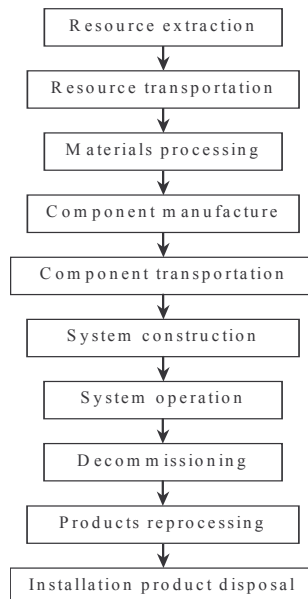 Resource extraction
Resource transportation
Materials processing
Component manufacture
Component transportation
System construction
System operation
Decommissioning
Products reprocessing
Installation product disposal